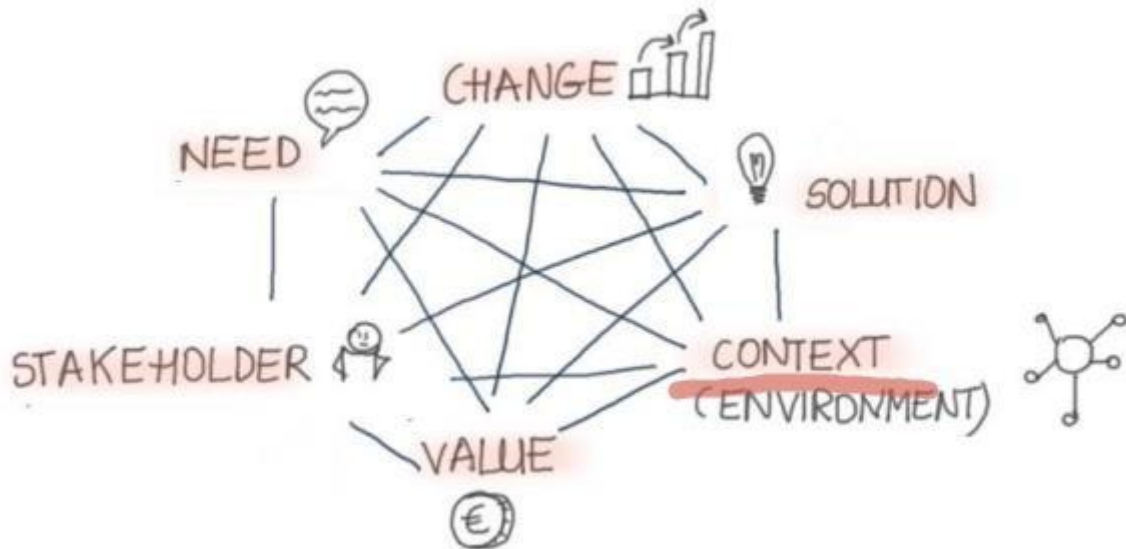 CHANGE
NEED
SOLUTION
STAKEHOLDER
CONTEXT
(ENVIRONMENT)
VALUE
€